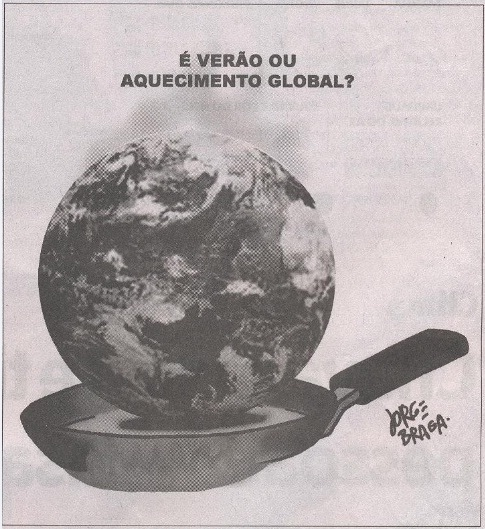 É VERÃO OU
AQUECIMENTO GLOBAL?
JORGE
BRAGA.